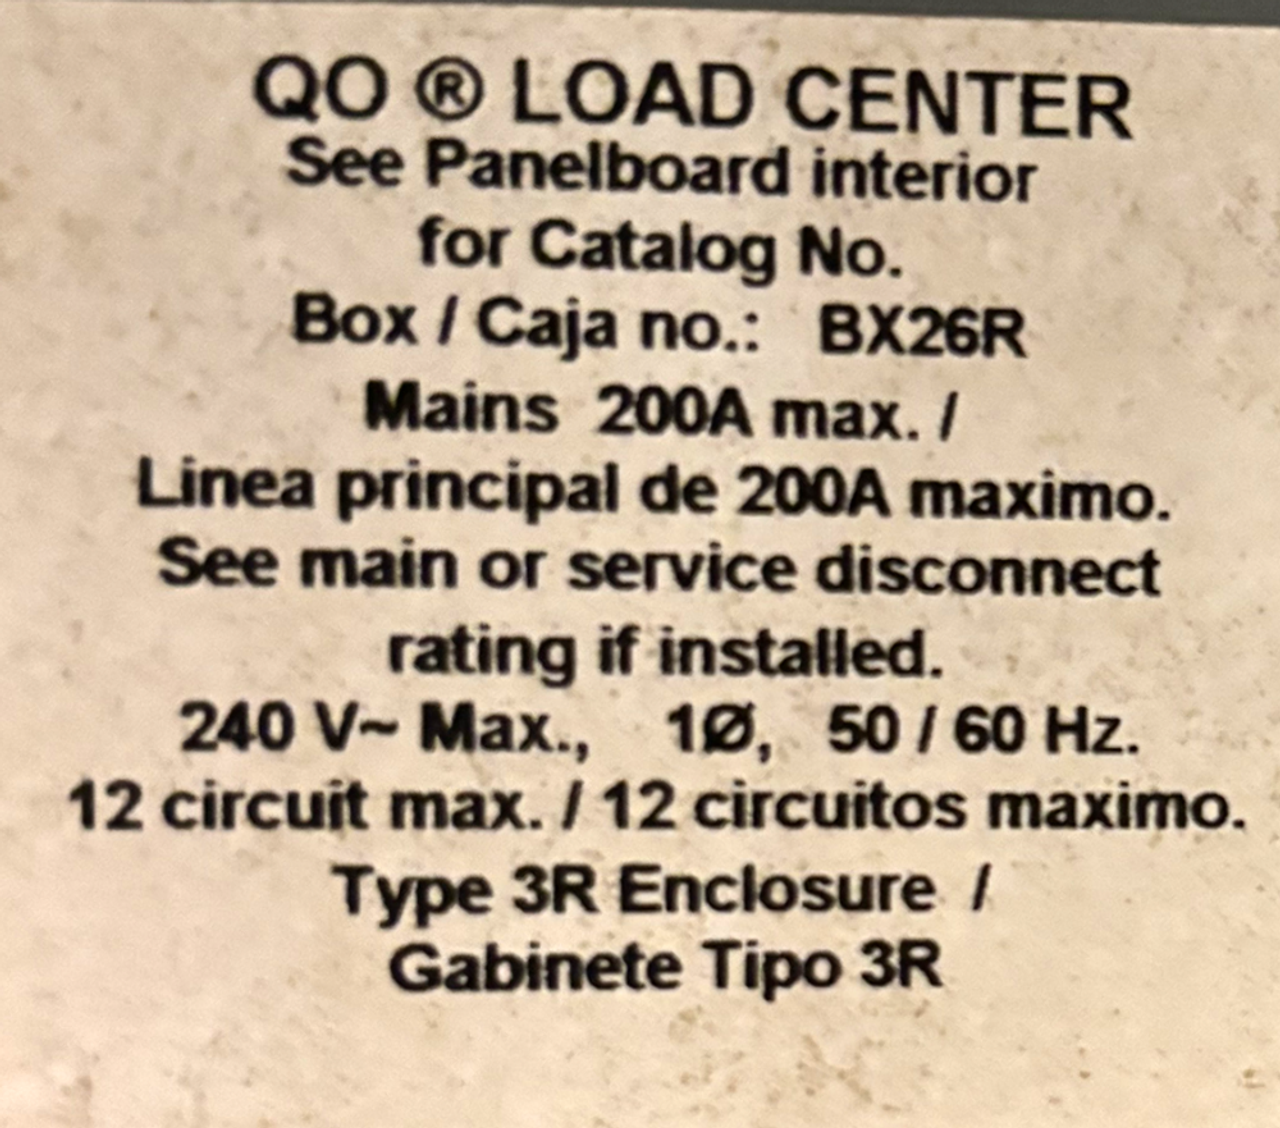 QO ® LOAD CENTER
See Panelboard interior
for Catalog No.
Box / Caja no.: BX26R
Mains 200A max. /
Linea principal de 200A maximo.
See main or service disconnect
rating if installed.
240 V~ Max., 1Ø, 50 / 60 Hz.
12 circuit max. / 12 circuitos maximo.
Type 3R Enclosure /
Gabinete Tipo 3R